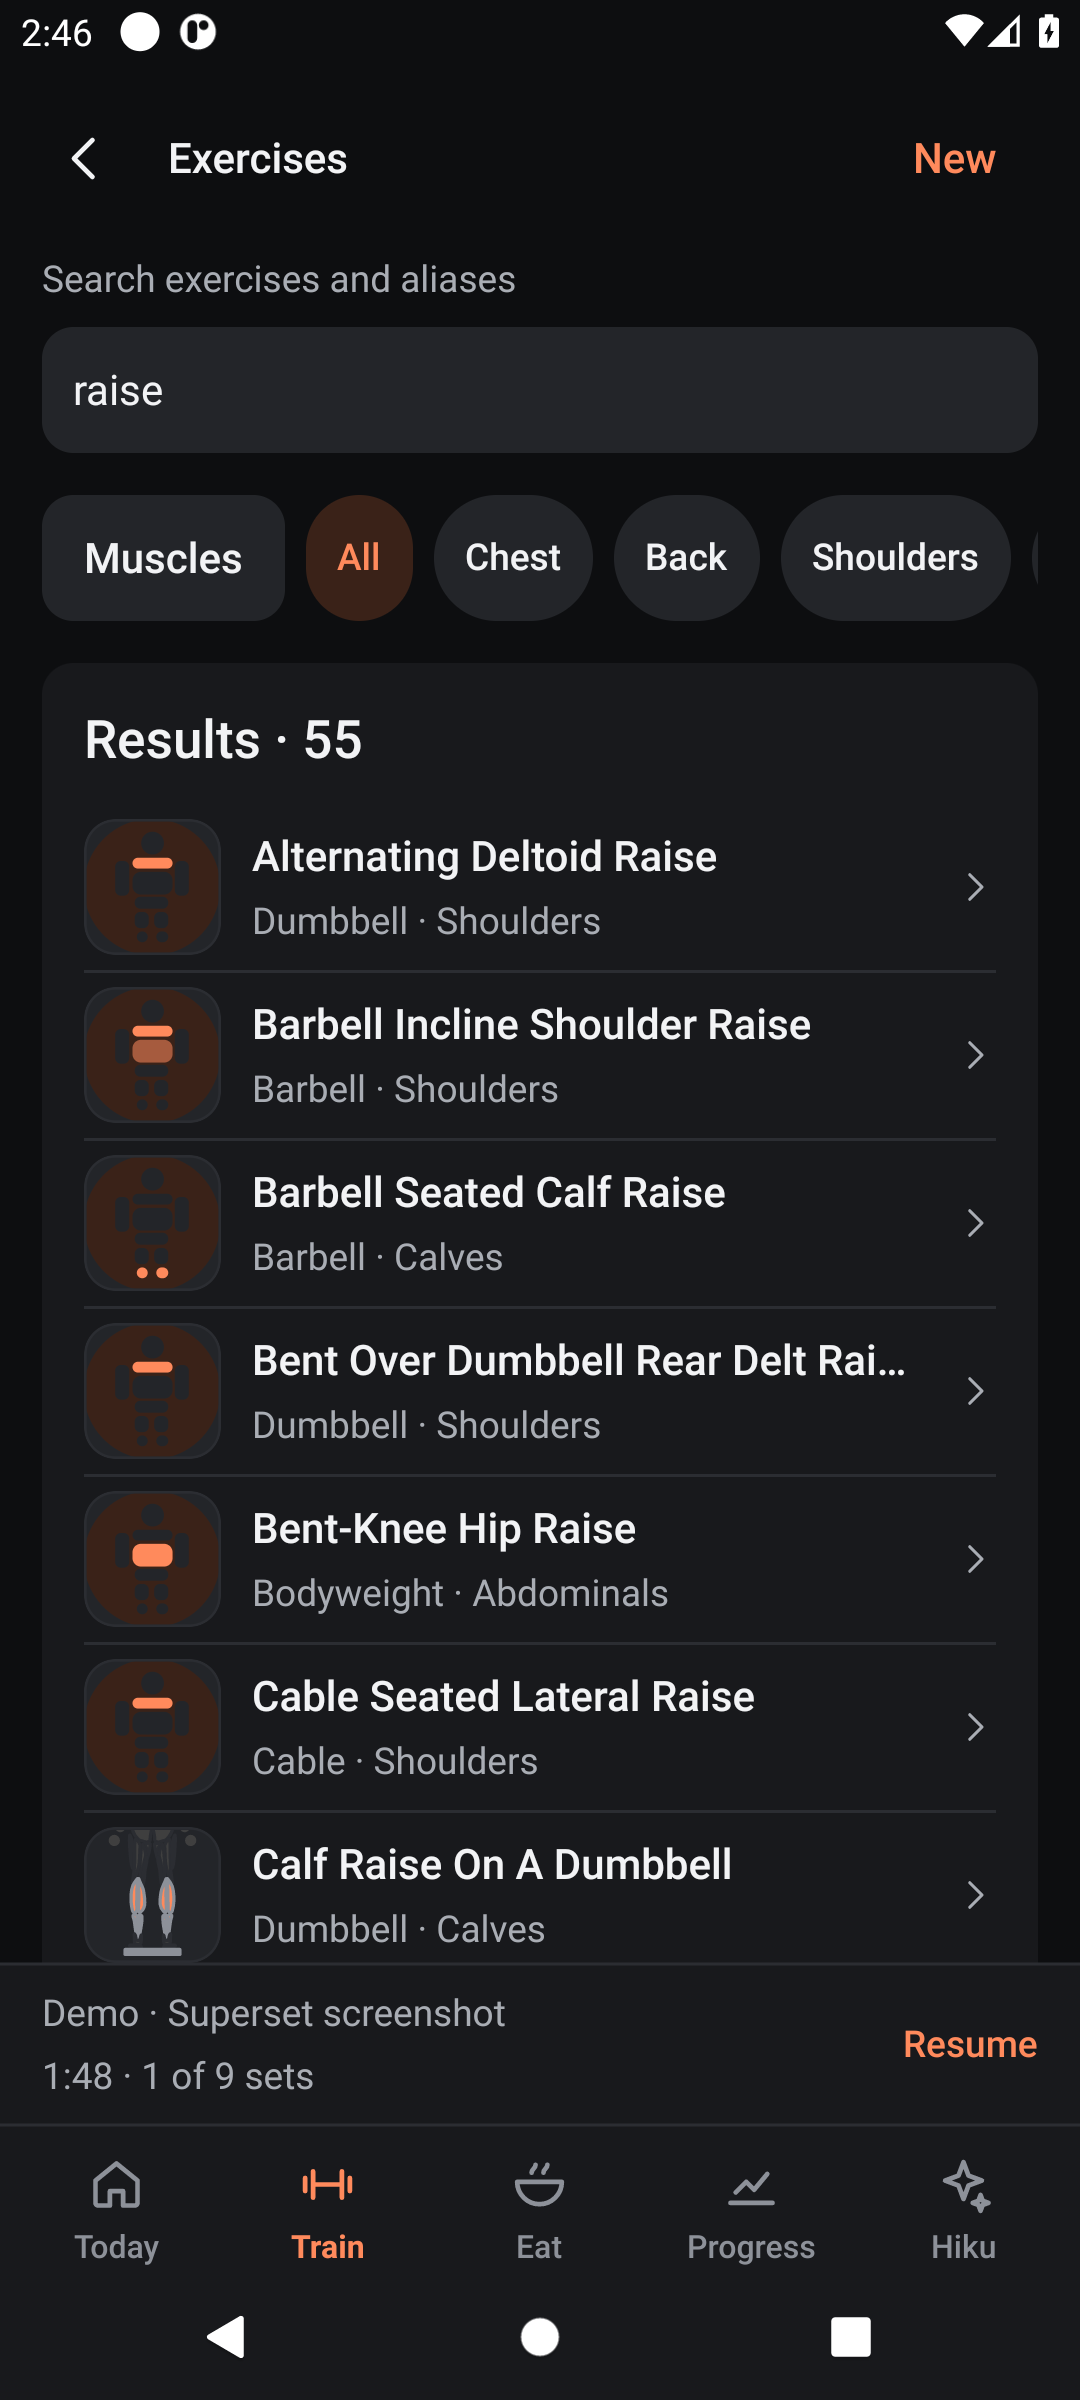 2:46
Exercises
New
Search exercises and aliases
raise
Muscles
All
Chest
Back
Shoulders
Results · 55
Alternating Deltoid Raise
Dumbbell · Shoulders
Barbell Incline Shoulder Raise
Barbell · Shoulders
Barbell Seated Calf Raise
Barbell · Calves
Bent Over Dumbbell Rear Delt Rai...
Dumbbell · Shoulders
Bent-Knee Hip Raise
Bodyweight · Abdominals
Cable Seated Lateral Raise
Cable · Shoulders
Calf Raise On A Dumbbell
Dumbbell · Calves
Demo · Superset screenshot
1:48 · 1 of 9 sets
Resume
Today
Train
Eat
Progress
Hiku